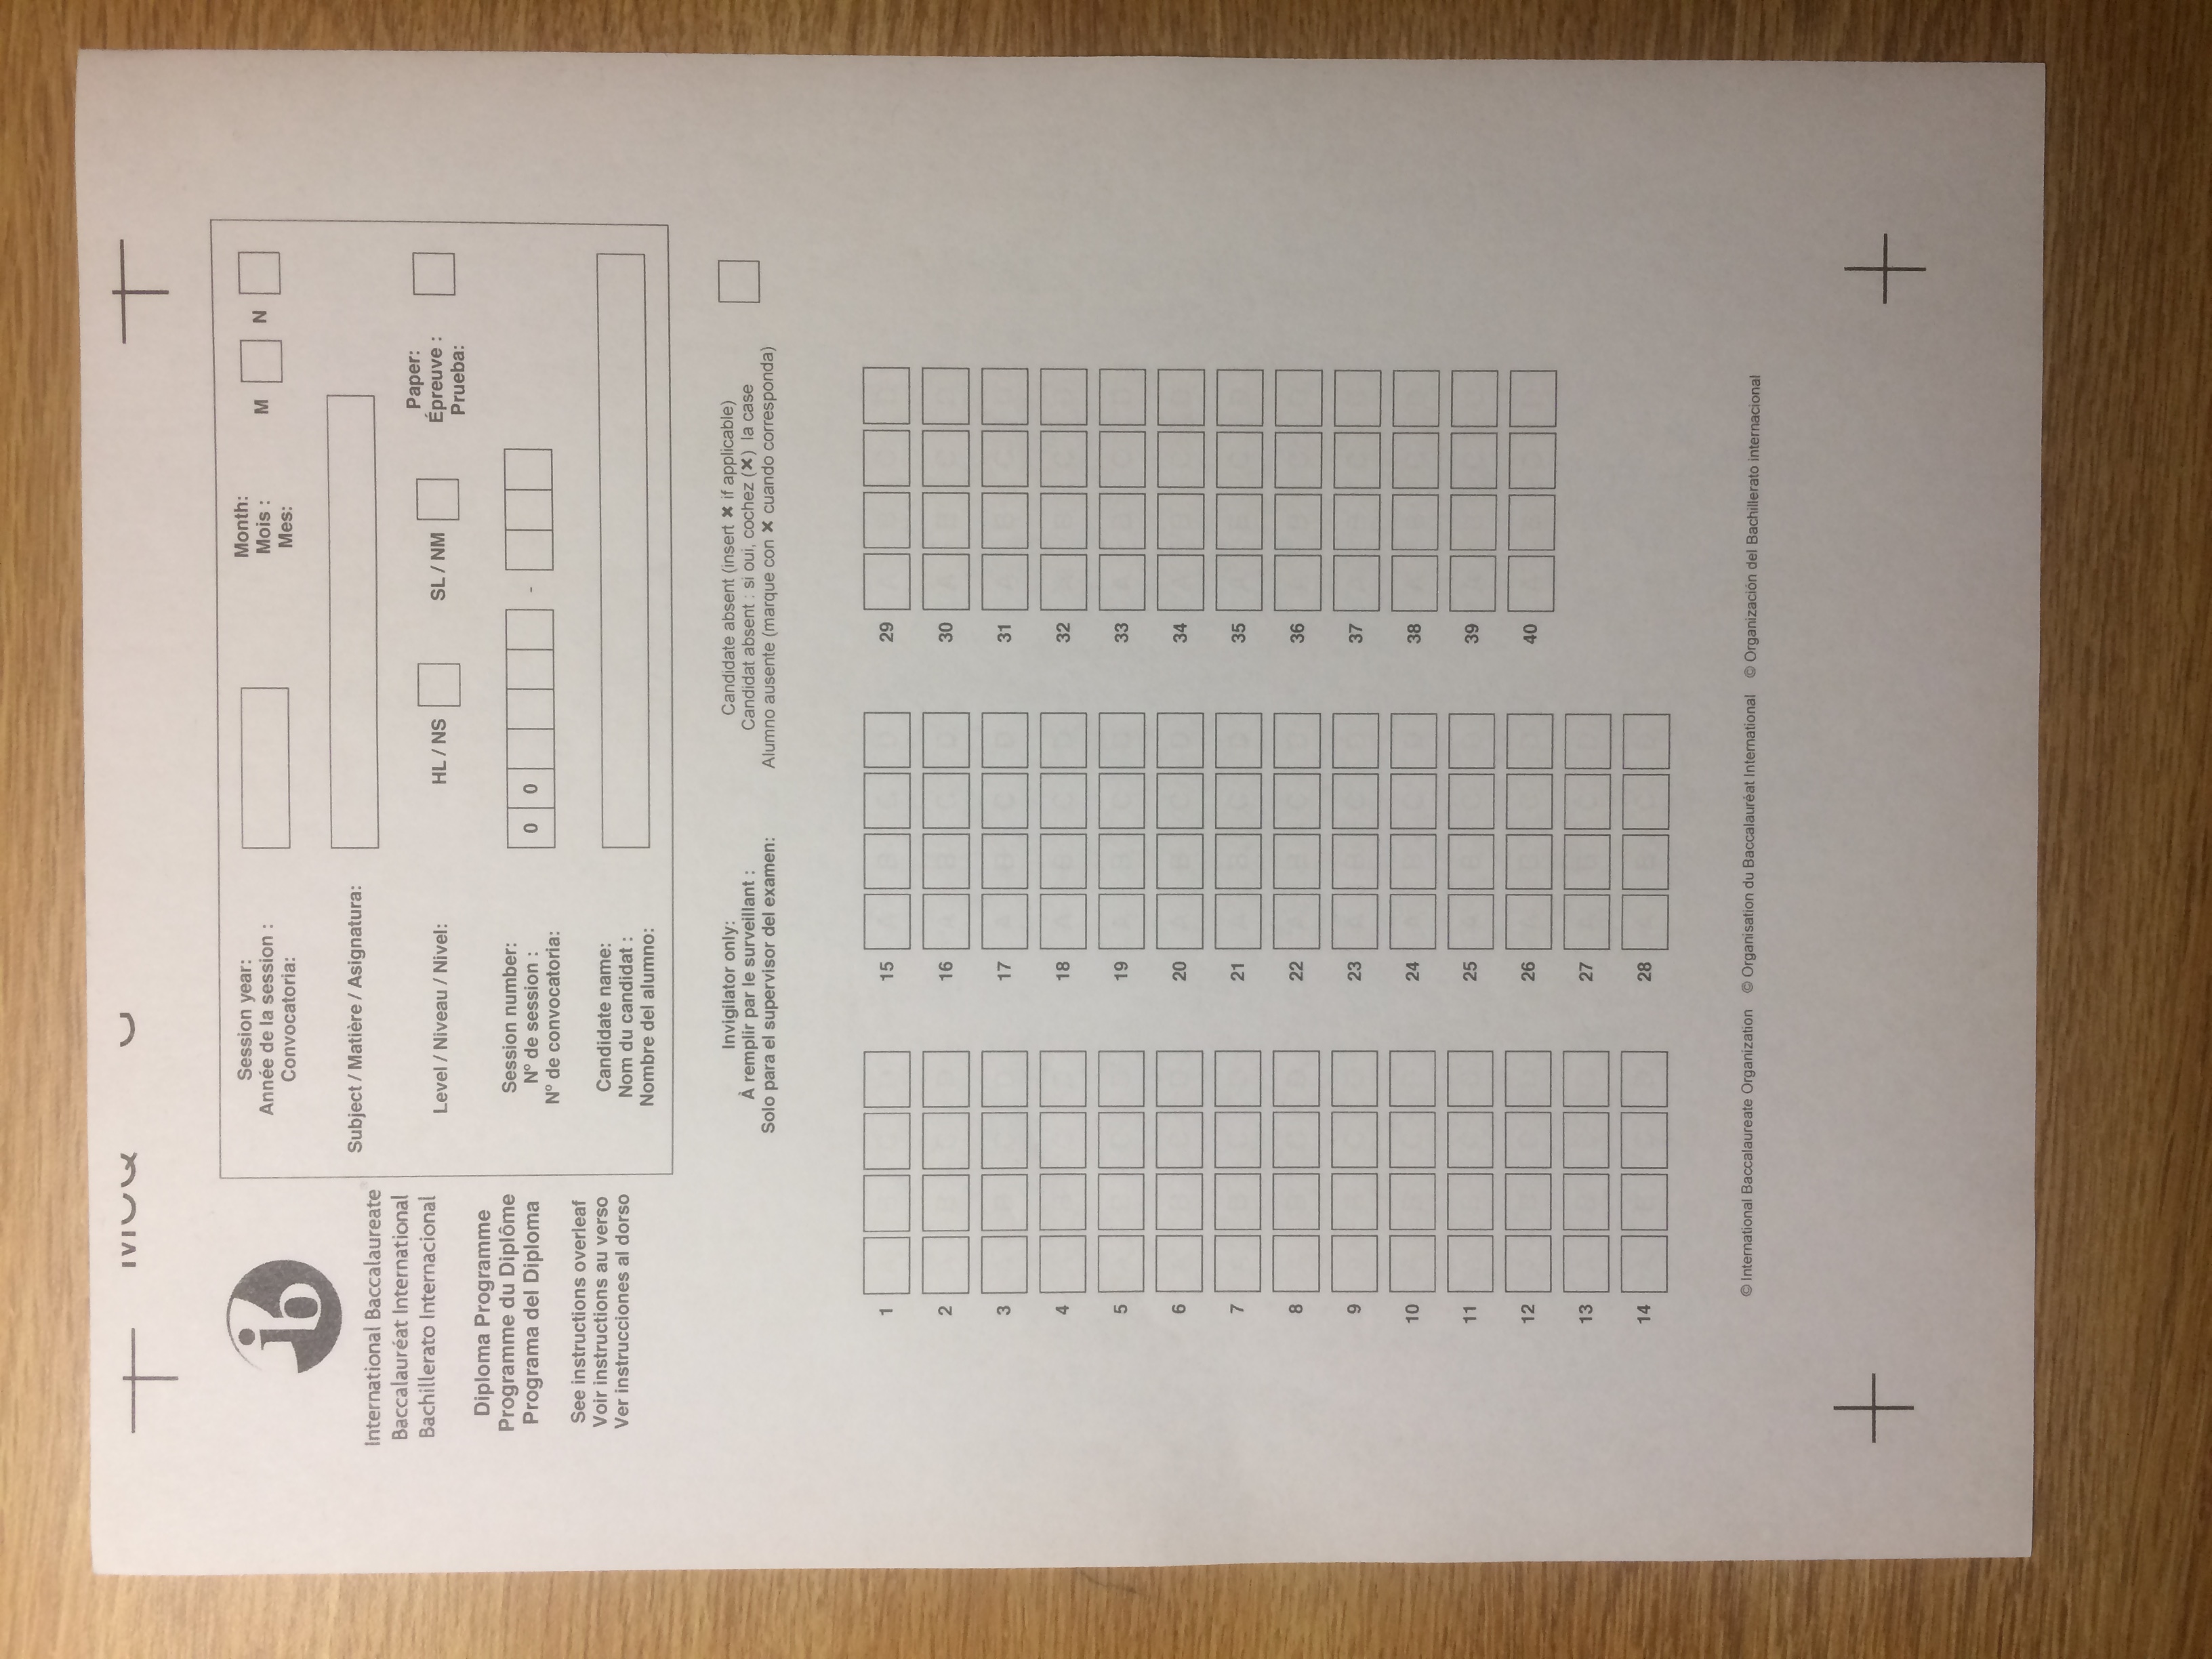 ib
International Baccalaureate
Baccalauréat International
Bachillerato Internacional
Diploma Programme
Programme du Diplôme
Programa del Diploma
See instructions overleaf
Voir instructions au verso
Ver instrucciones al dorso
Session year:
Année de la session :
Convocatoria:
Month:
Mois :
Mes:
M N
Subject / Matière / Asignatura:
Level / Niveau / Nivel: HL / NS SL / NM
Paper:
Épreuve :
Prueba:
Session number:
Nº de session :
Nº de convocatoria:
0 0 -
Candidate name:
Nom du candidat :
Nombre del alumno:
Invigilator only:
À remplir par le surveillant :
Solo para el supervisor del examen:
Candidate absent (insert ✖ if applicable)
Candidat absent : si oui, cochez (✖) la case
Alumno ausente (marque con ✖ cuando corresponda)
1 15 29
2 16 30
3 17 31
4 18 32
5 19 33
6 20 34
7 21 35
8 22 36
9 23 37
10 24 38
11 25 39
12 26 40
13 27
14 28
© International Baccalaureate Organization © Organisation du Baccalauréat International © Organización del Bachillerato internacional